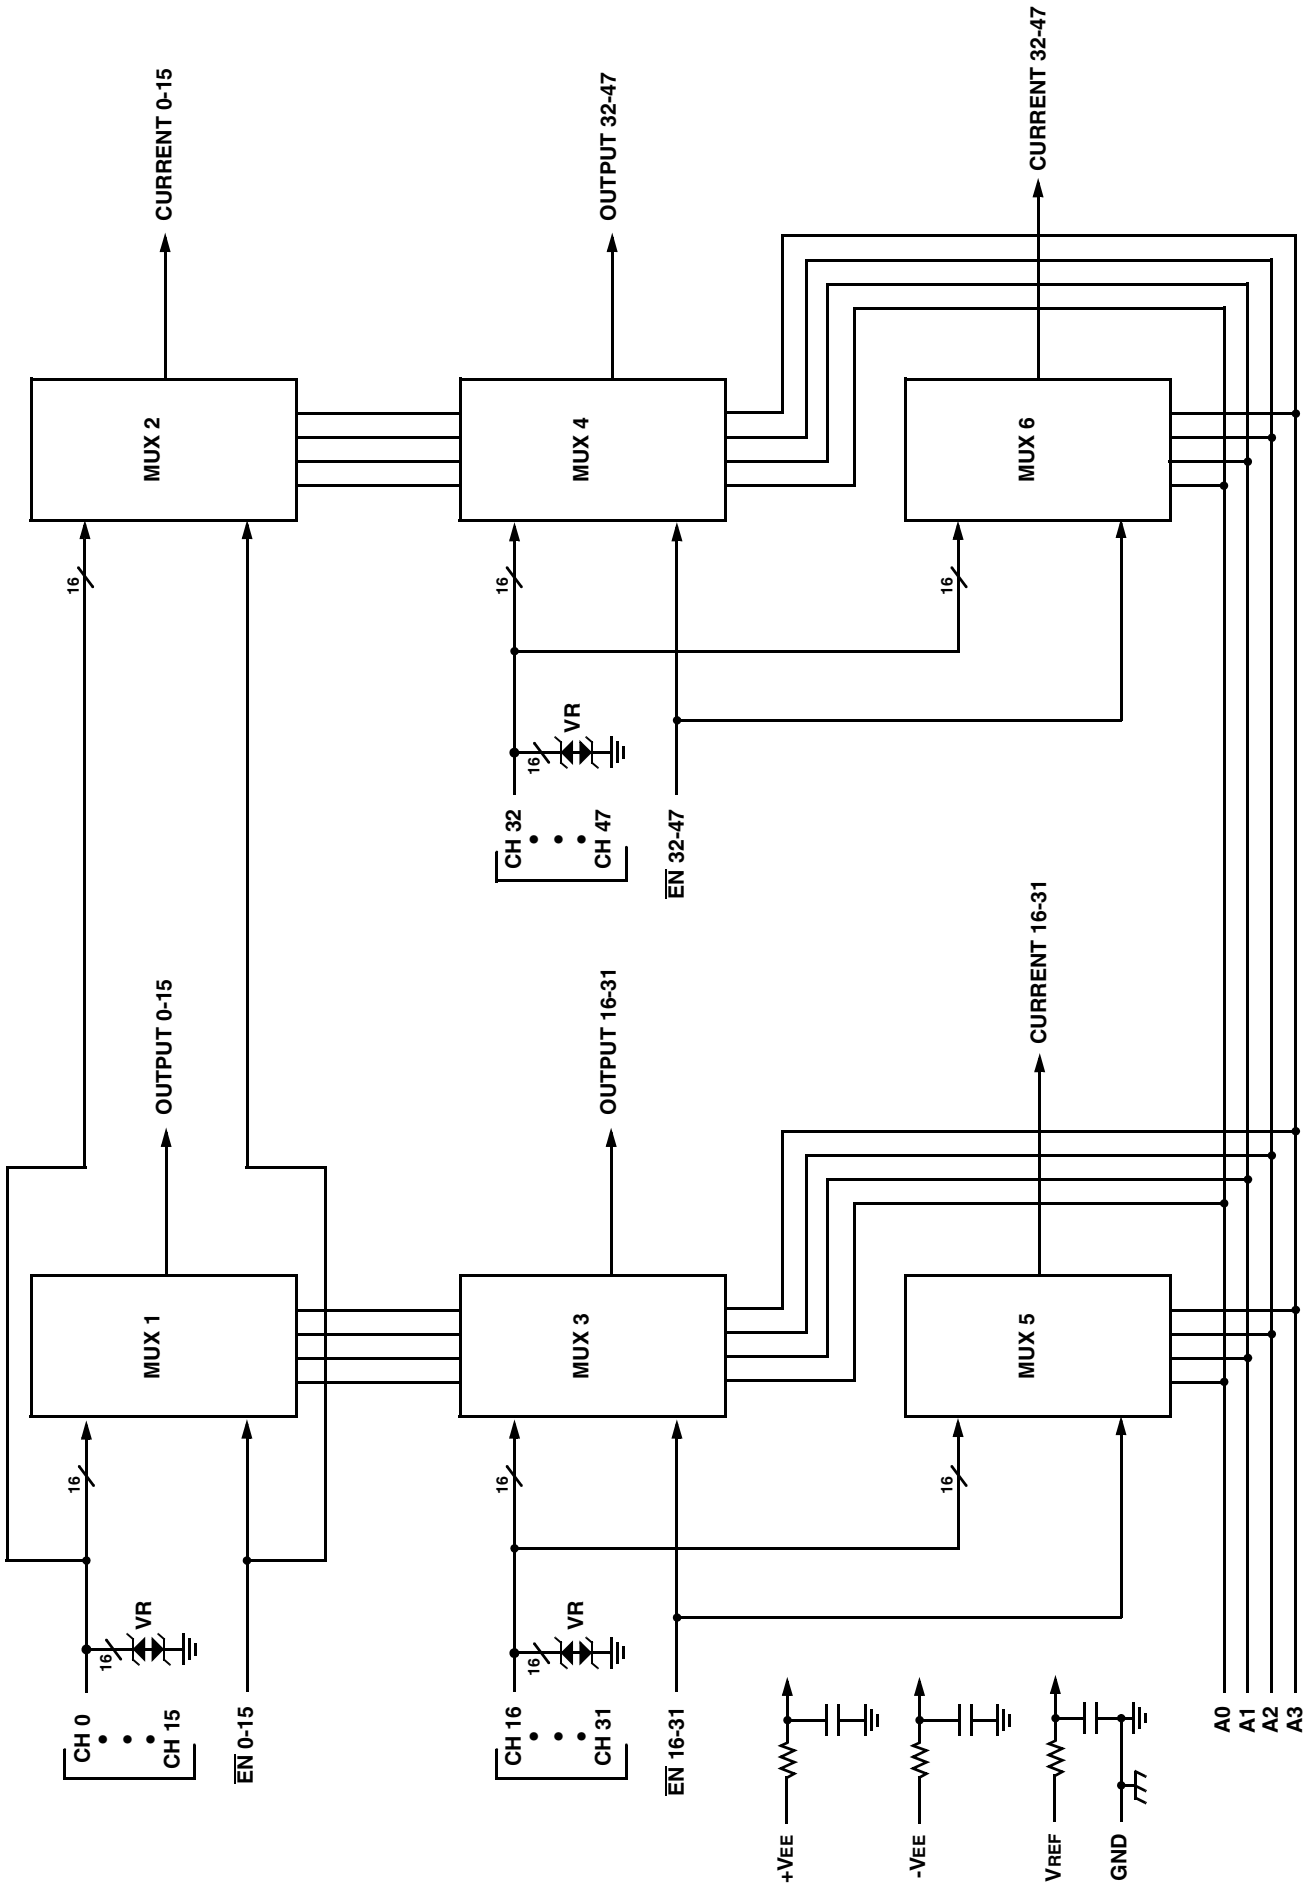 CH 0
CH 15
EN 0-15
16
VR
16
MUX 1
OUTPUT 0-15
16
MUX 2
CURRENT 0-15
CH 16
CH 31
EN 16-31
16
VR
16
MUX 3
OUTPUT 16-31
CH 32
CH 47
EN 32-47
16
VR
16
MUX 4
OUTPUT 32-47
16
MUX 5
CURRENT 16-31
16
MUX 6
CURRENT 32-47
+VEE
-VEE
VREF
GND
A0
A1
A2
A3